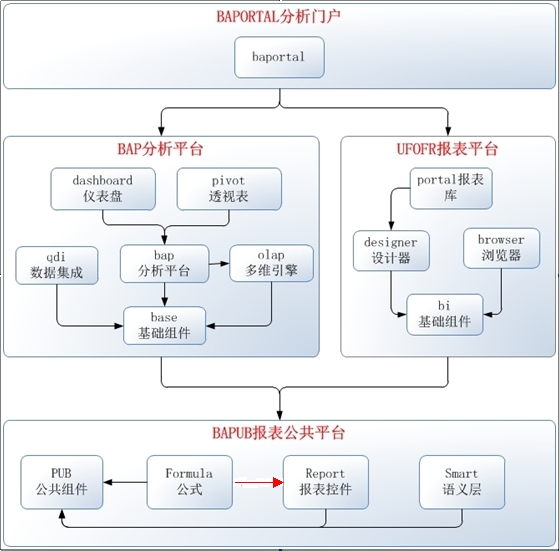 BAPORTAL分析门户
baportal
BAP分析平台
UFOFR报表平台
dashboard
仪表盘
pivot
透视表
portal报表
库
qdi
数据集成
bap
分析平台
olap
多维引擎
designer
设计器
browser
浏览器
base
基础组件
bi
基础组件
BAPUB报表公共平台
PUB
公共组件
Formula
公式
Report
报表控件
Smart
语义层